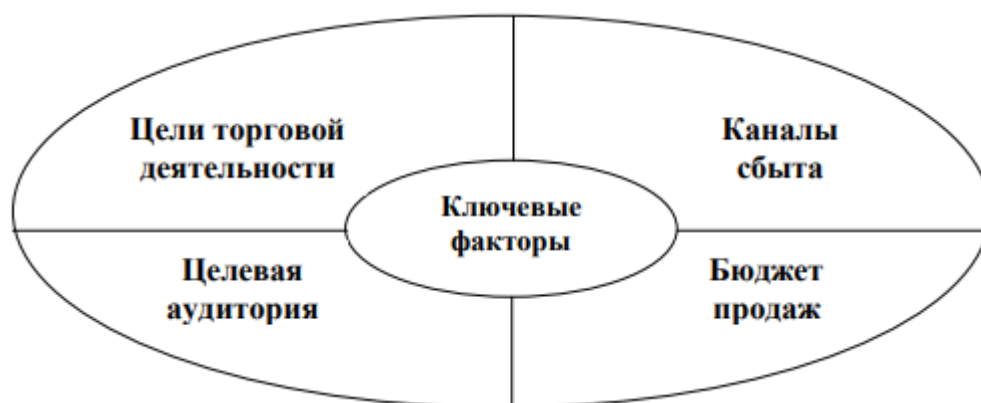 Цели торговой
деятельности
Каналы
сбыта
Ключевые
факторы
Целевая
аудитория
Бюджет
продаж